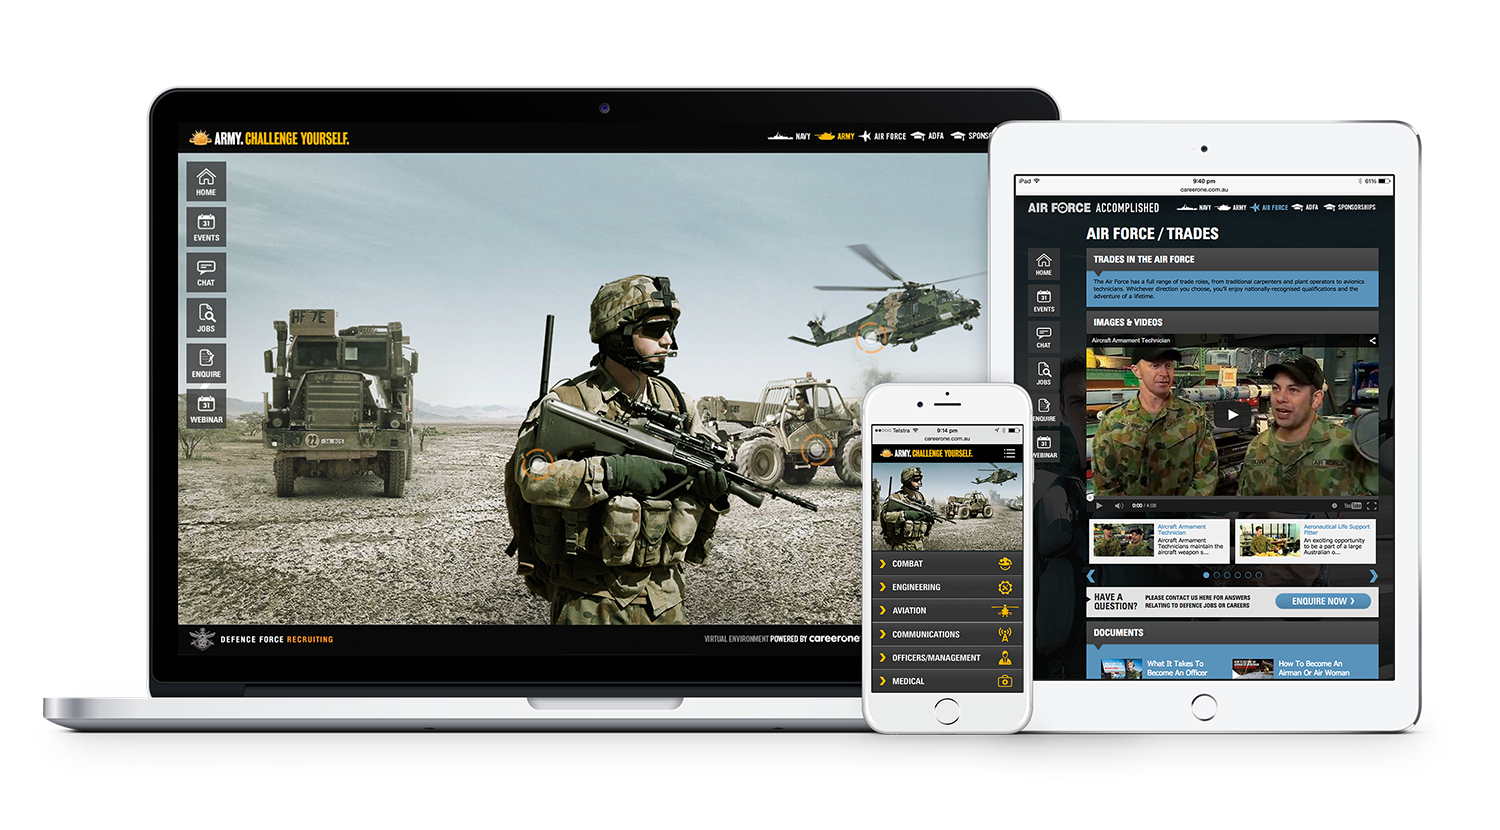 ARMY. CHALLENGE YOURSELF.
NAVY ARMY AIR FORCE ADFA SPONS
HOME
31
EVENTS
CHAT
JOBS
ENQUIRE
31
WEBINAR
HF 7E
22
DEFENCE FORCE RECRUITING
VIRTUAL ENVIRONMENT POWERED BY careerone
Telstra 9:14 pm
careerone.com.au
ARMY. CHALLENGE YOURSELF.
COMBAT
ENGINEERING
AVIATION
COMMUNICATIONS
OFFICERS/MANAGEMENT
MEDICAL
iPad 9:40 pm 61%
careerone.com.au
AIR FORCE ACCOMPLISHED
NAVY ARMY AIR FORCE ADFA SPONSORSHIPS
AIR FORCE / TRADES
HOME
31
EVENTS
CHAT
JOBS
ENQUIRE
31
WEBINAR
TRADES IN THE AIR FORCE
The Air Force has a full range of trade roles, from traditional carpenters and plant operators to avionics
technicians. Whichever direction you choose, you'll enjoy nationally-recognised qualifications and the
adventure of a lifetime.
IMAGES & VIDEOS
Aircraft Armament Technician
0:00 / 4:08
YouTube
Aircraft Armament
Technician
Aircraft Armament
Technicians maintain the
aircraft weapon s...
Aeronautical Life Support
Fitter
An exciting opportunity
to be a part of a large
Australian o...
HAVE A
QUESTION?
PLEASE CONTACT US HERE FOR ANSWERS
RELATING TO DEFENCE JOBS OR CAREERS
ENQUIRE NOW
DOCUMENTS
What It Takes To
Become An Officer
How To Become An
Airman Or Air Woman